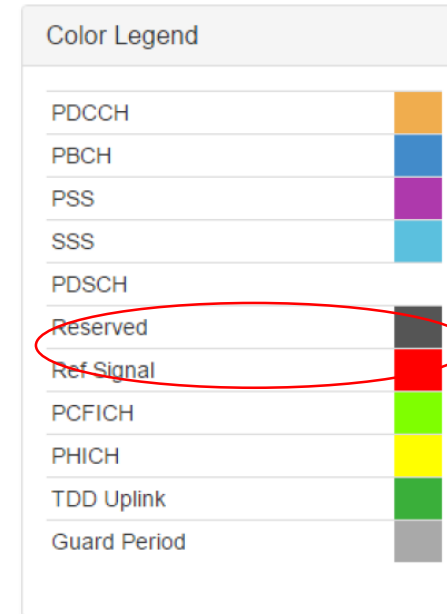 Color Legend
PDCCH
PBCH
PSS
SSS
PDSCH
Reserved
Ref Signal
PCFICH
PHICH
TDD Uplink
Guard Period